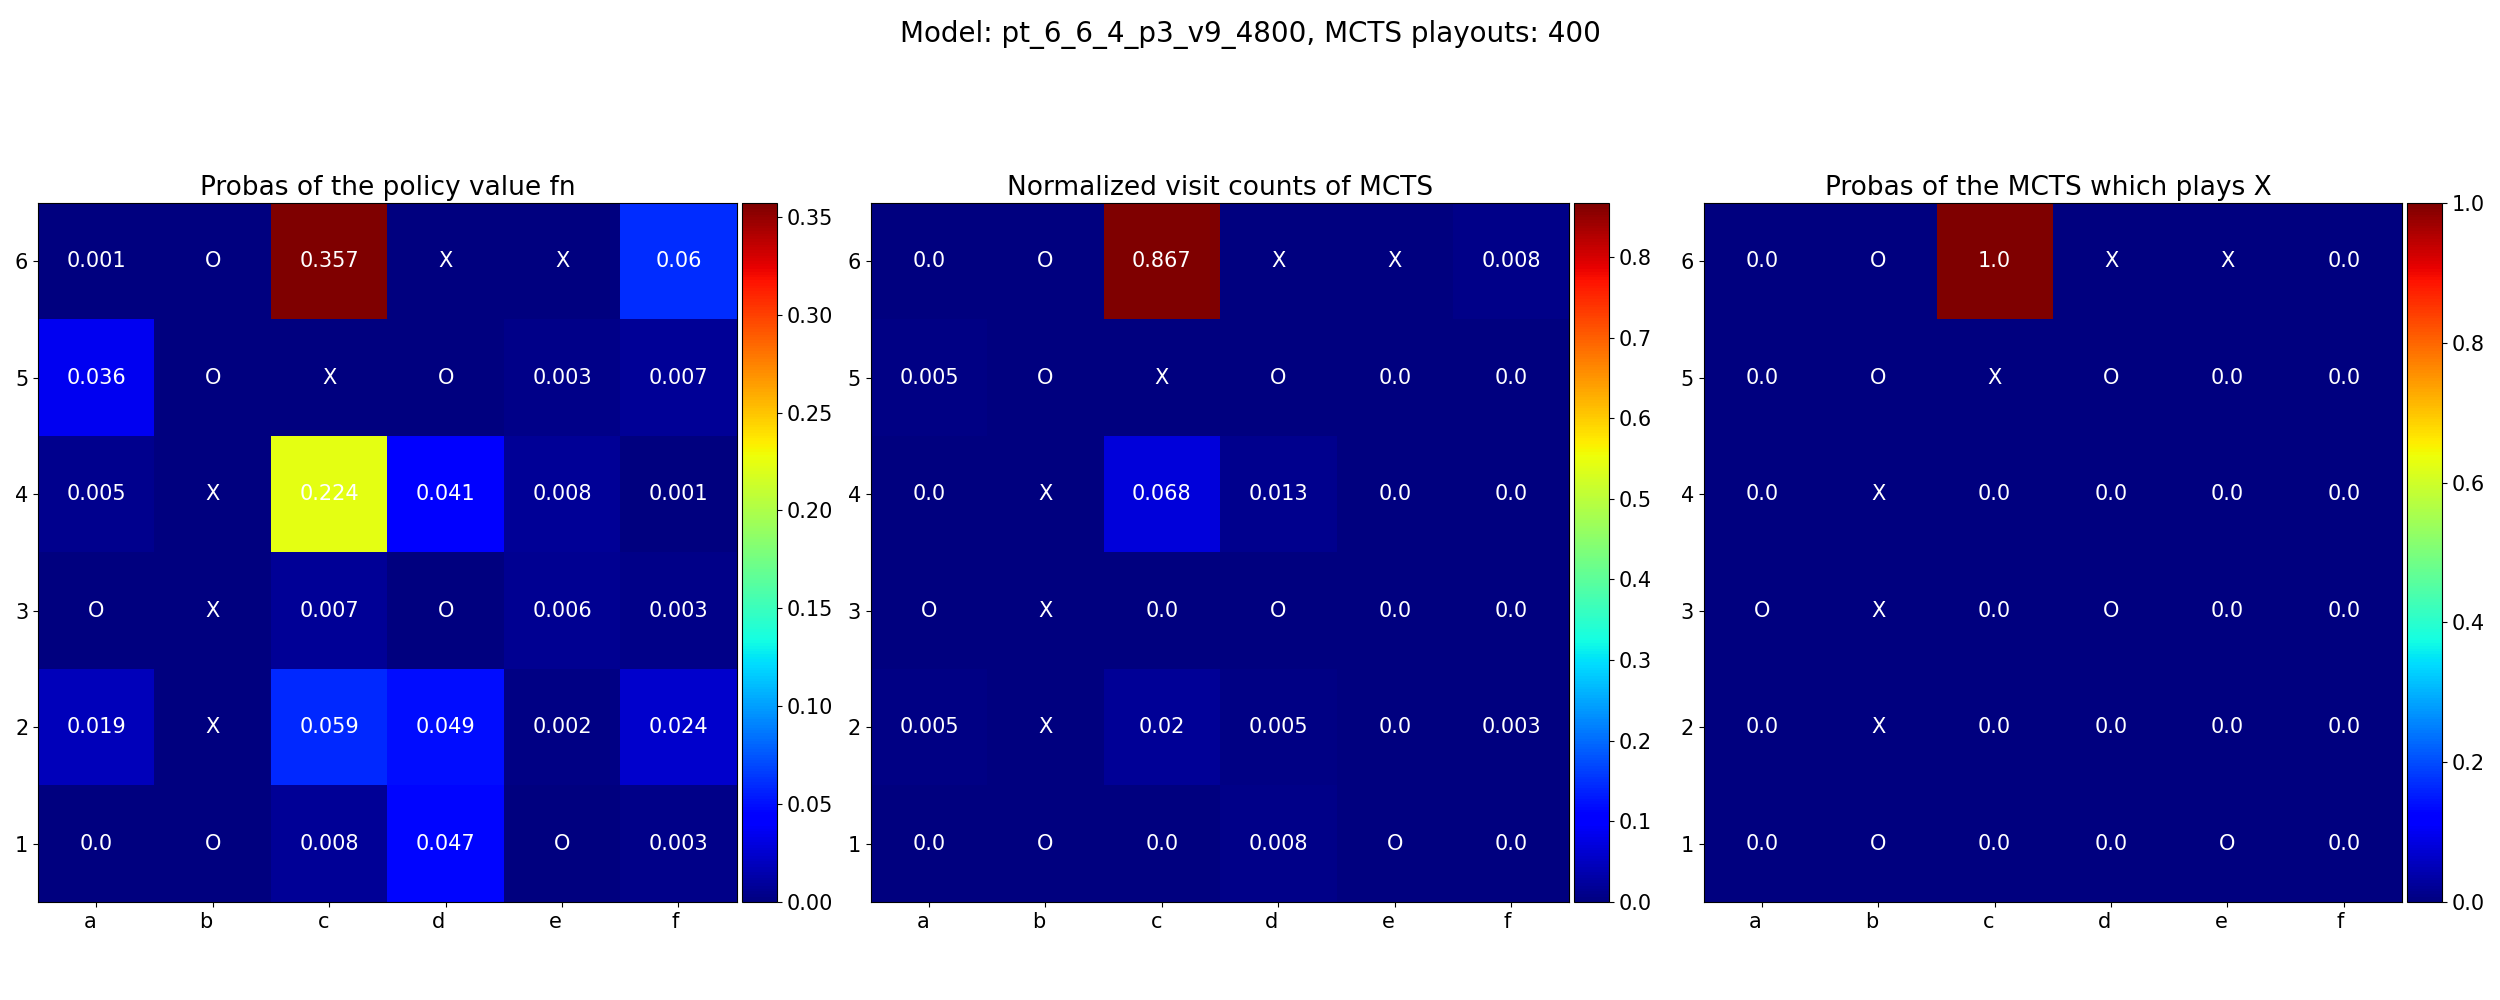 Model: pt_6_6_4_p3_v9_4800, MCTS playouts: 400
Probas of the policy value fn
6 0.001 O 0.357 X X 0.06
5 0.036 O X O 0.003 0.007
4 0.005 X 0.224 0.041 0.008 0.001
3 O X 0.007 O 0.006 0.003
2 0.019 X 0.059 0.049 0.002 0.024
1 0.0 O 0.008 0.047 O 0.003
a b c d e f
0.35
0.30
0.25
0.20
0.15
0.10
0.05
0.00
Normalized visit counts of MCTS
6 0.0 O 0.867 X X 0.008
5 0.005 O X O 0.0 0.0
4 0.0 X 0.068 0.013 0.0 0.0
3 O X 0.0 O 0.0 0.0
2 0.005 X 0.02 0.005 0.0 0.003
1 0.0 O 0.0 0.008 O 0.0
a b c d e f
0.8
0.7
0.6
0.5
0.4
0.3
0.2
0.1
0.0
Probas of the MCTS which plays X
6 0.0 O 1.0 X X 0.0
5 0.0 O X O 0.0 0.0
4 0.0 X 0.0 0.0 0.0 0.0
3 O X 0.0 O 0.0 0.0
2 0.0 X 0.0 0.0 0.0 0.0
1 0.0 O 0.0 0.0 O 0.0
a b c d e f
1.0
0.8
0.6
0.4
0.2
0.0